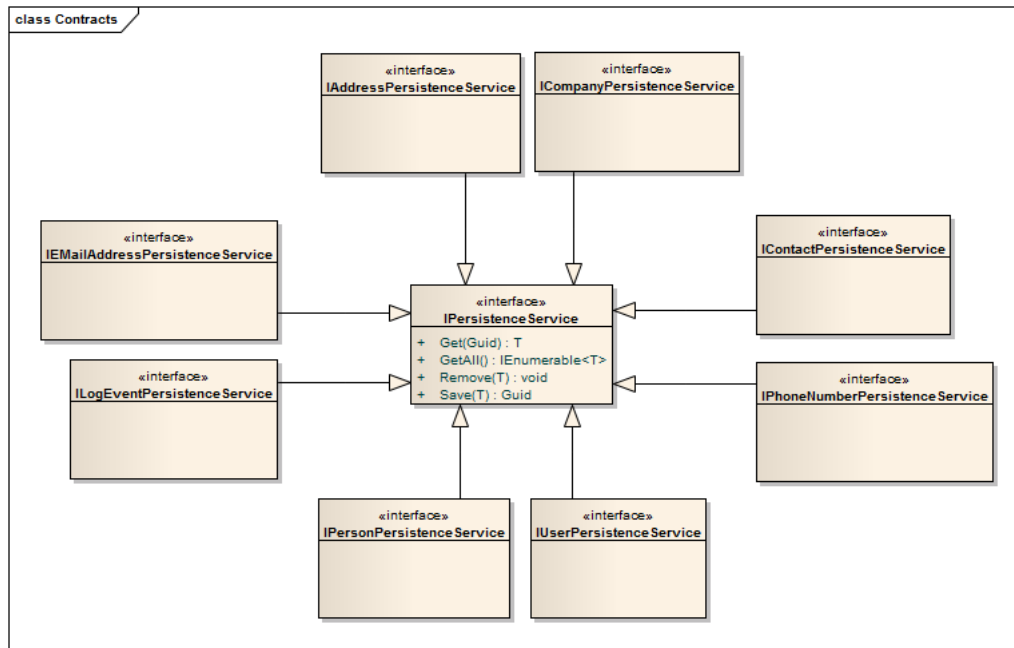 class Contracts
«interface»
IAddressPersistenceService
«interface»
ICompanyPersistenceService
«interface»
IEMailAddressPersistenceService
«interface»
IContactPersistenceService
«interface»
IPersistenceService
+ Get(Guid) : T
+ GetAll() : IEnumerable<T>
+ Remove(T) : void
+ Save(T) : Guid
«interface»
ILogEventPersistenceService
«interface»
IPhoneNumberPersistenceService
«interface»
IPersonPersistenceService
«interface»
IUserPersistenceService